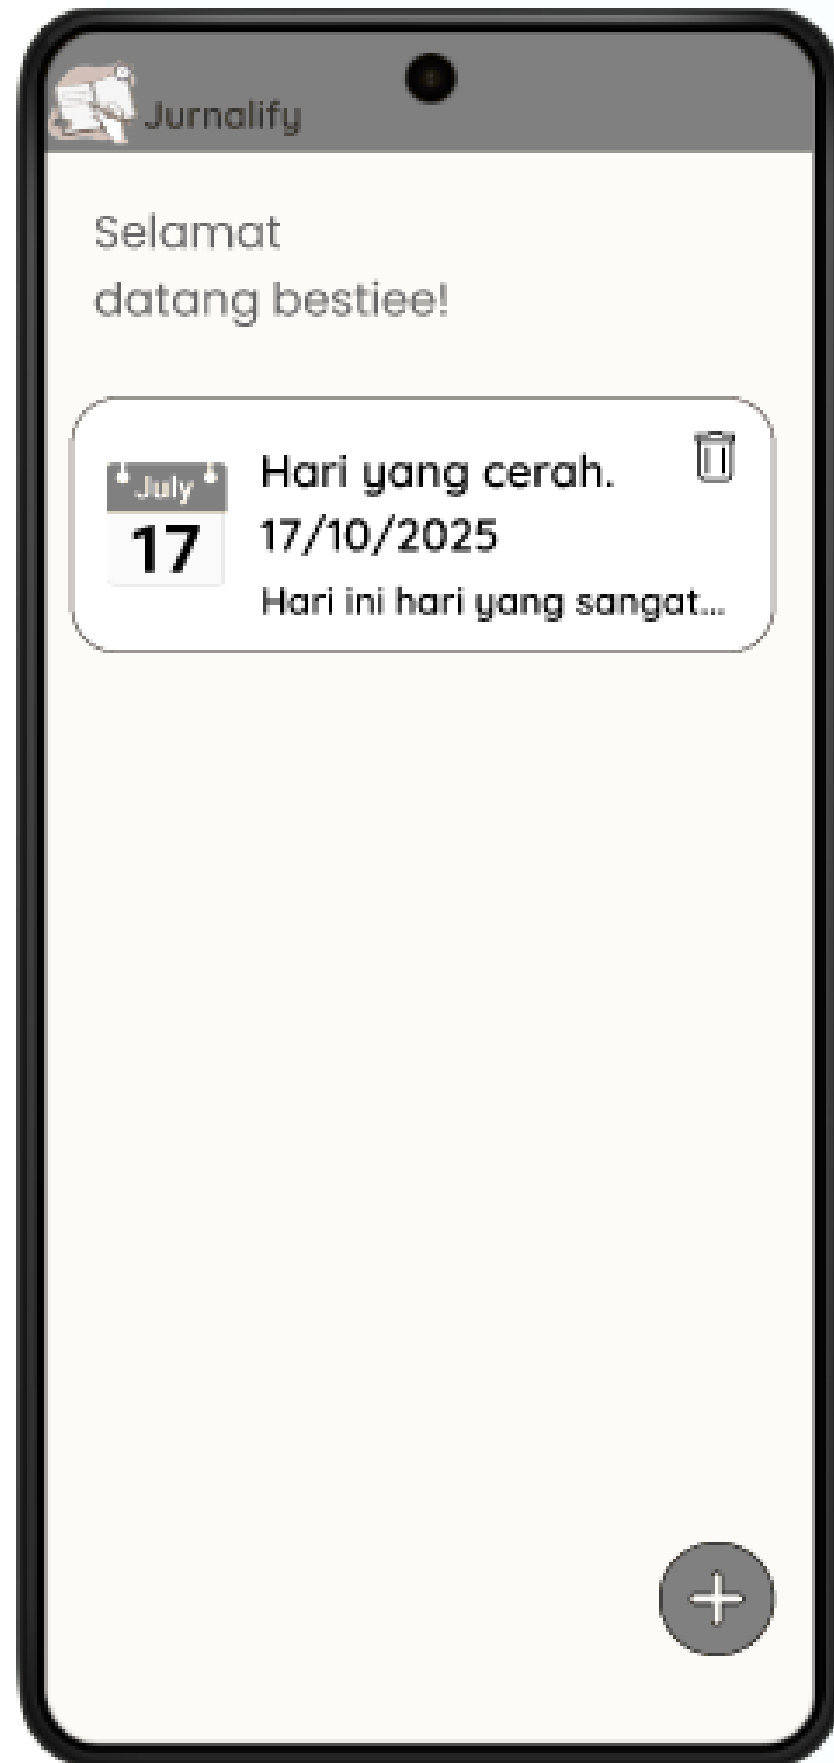 Jurnalify
Selamat
datang bestiee!
July
17
Hari yang cerah.
17/10/2025
Hari ini hari yang sangat...